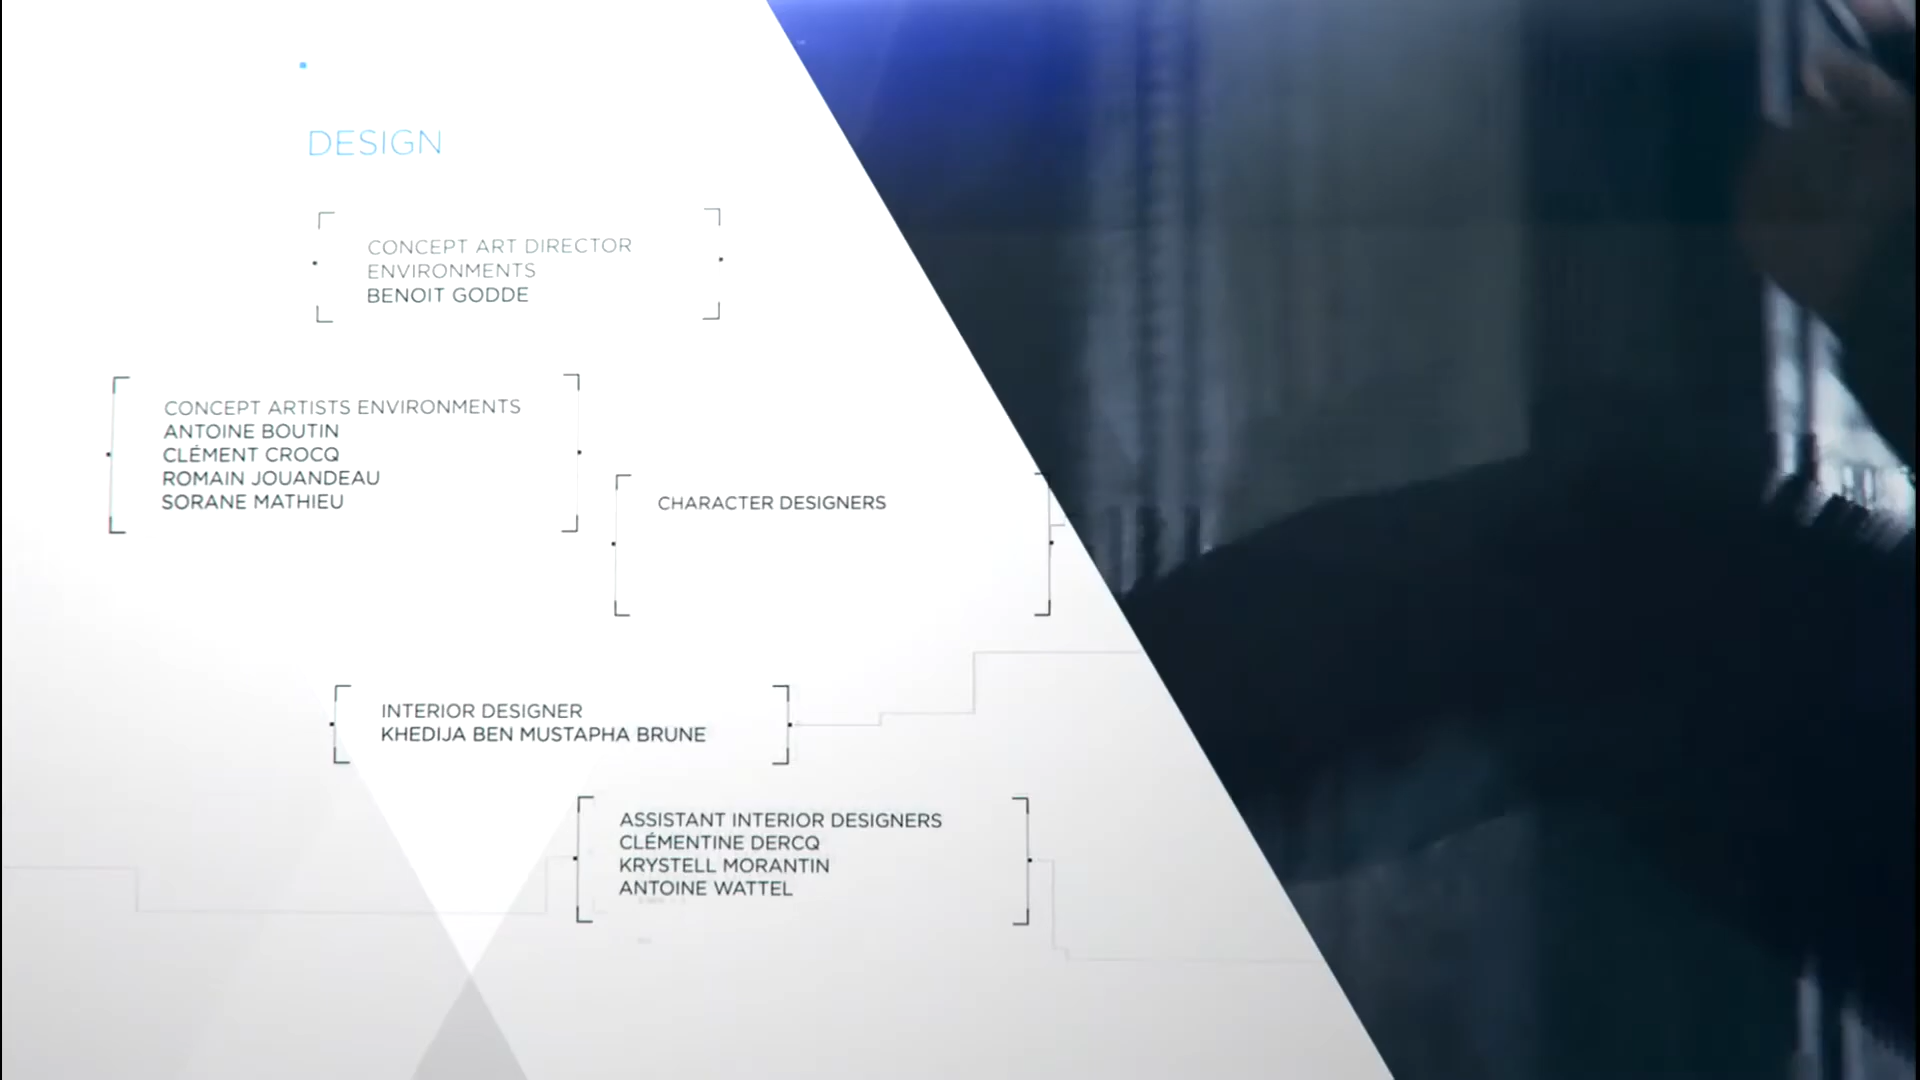 DESIGN
CONCEPT ART DIRECTOR
ENVIRONMENTS
BENOIT GODDE
CONCEPT ARTISTS ENVIRONMENTS
ANTOINE BOUTIN
CLÉMENT CROCQ
ROMAIN JOUANDEAU
SORANE MATHIEU
CHARACTER DESIGNERS
INTERIOR DESIGNER
KHEDIJA BEN MUSTAPHA BRUNE
ASSISTANT INTERIOR DESIGNERS
CLÉMENTINE DERCQ
KRYSTELL MORANTIN
ANTOINE WATTEL